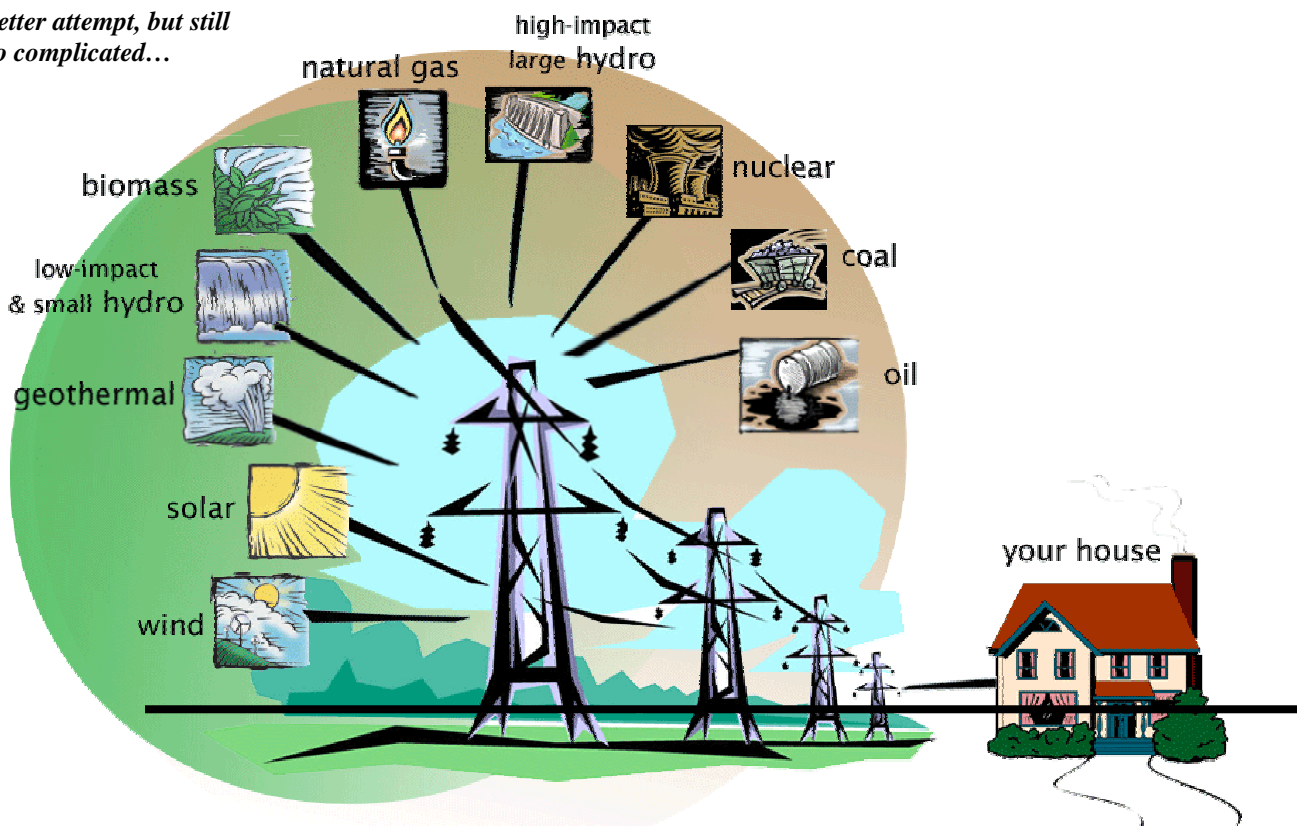 etter attempt, but still
o complicated…
high-impact
large hydro
natural gas
nuclear
biomass
coal
low-impact
& small hydro
oil
geothermal
solar
your house
wind